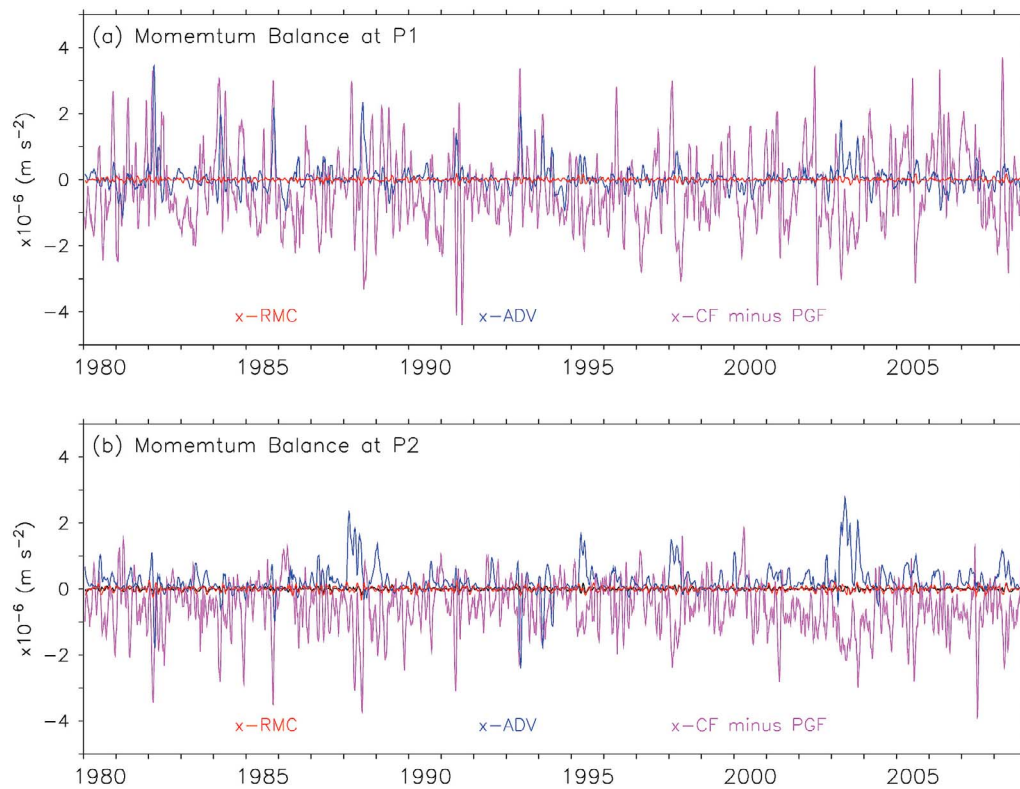 (a) Momemtum Balance at P1
4
2
0
−2
−4
x10−6 (m s−2)
x−RMC x−ADV x−CF minus PGF
1980 1985 1990 1995 2000 2005
(b) Momemtum Balance at P2
4
2
0
−2
−4
x10−6 (m s−2)
x−RMC x−ADV x−CF minus PGF
1980 1985 1990 1995 2000 2005